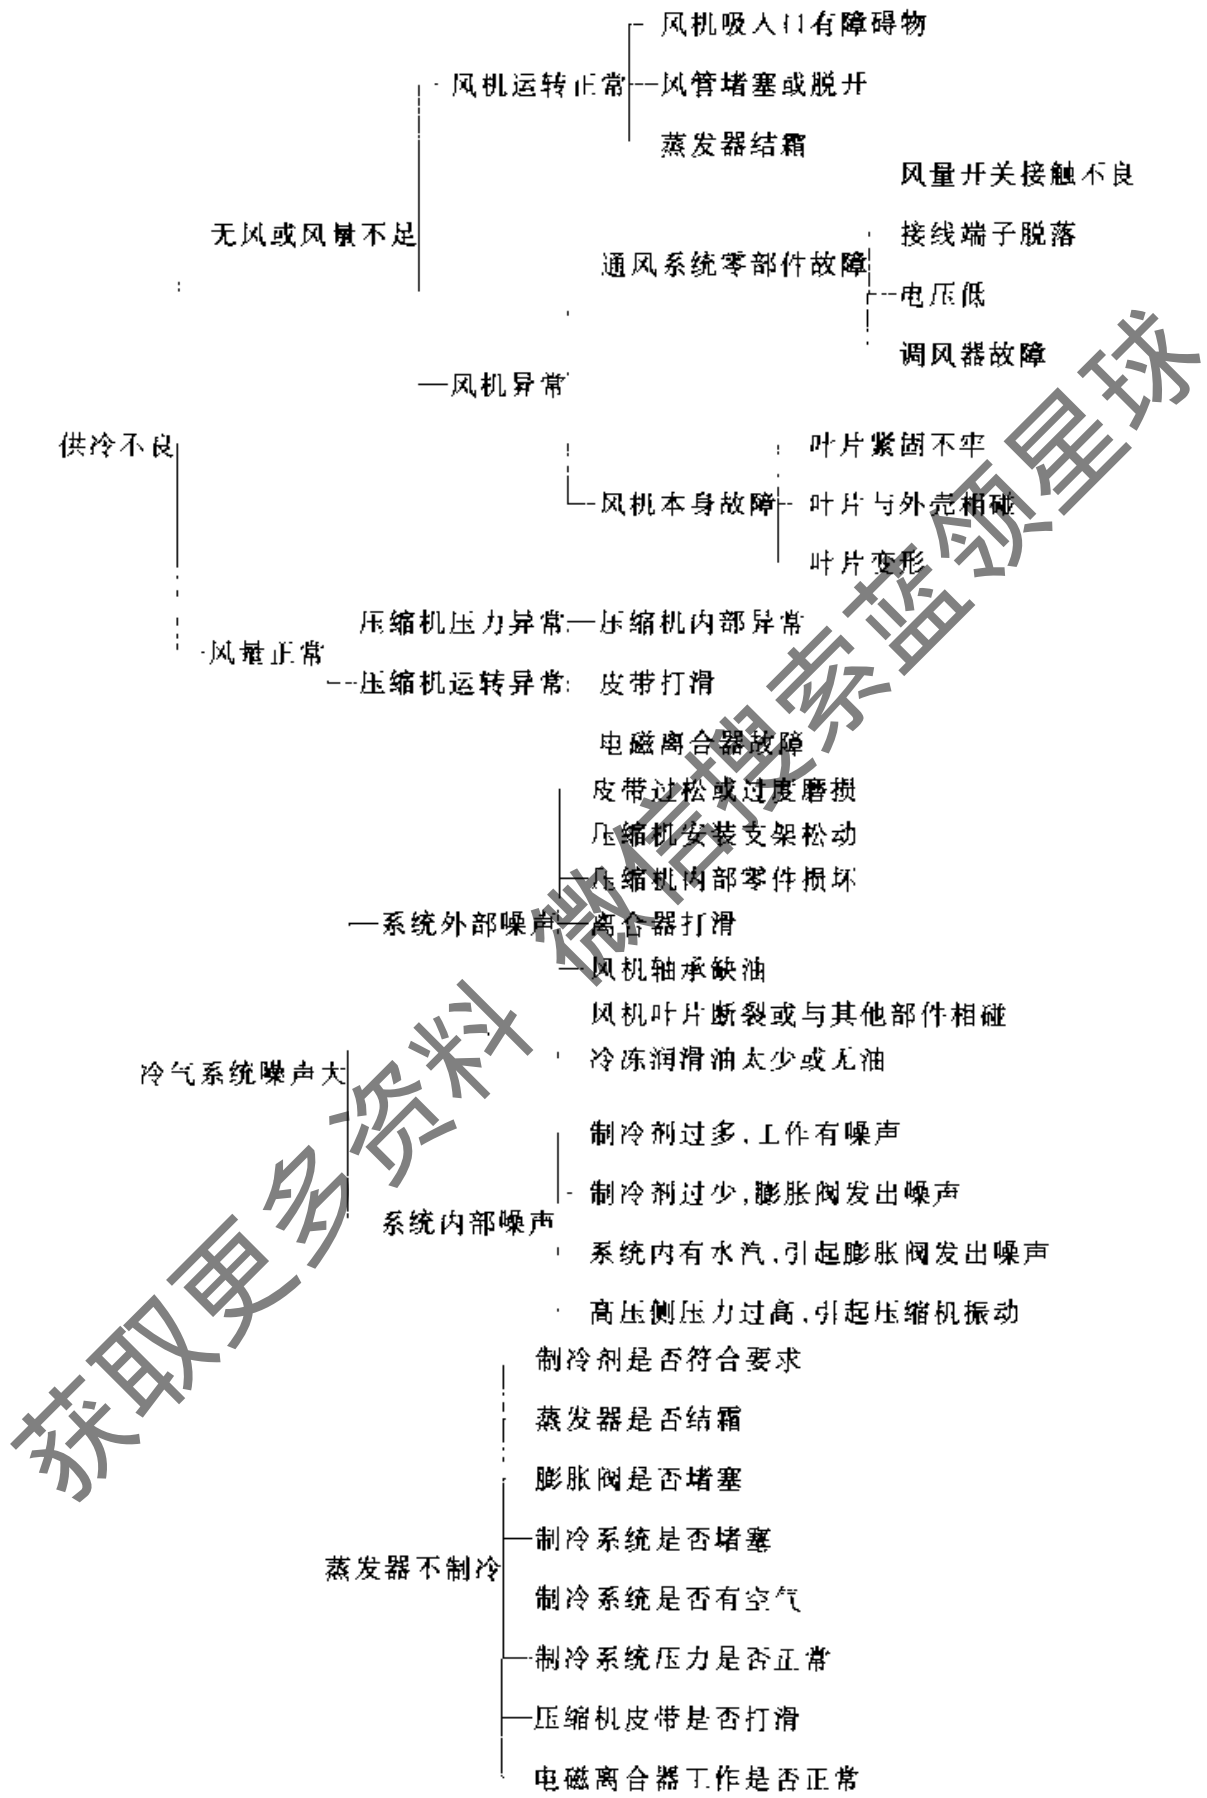 风机吸入口有障碍物
风机运转正常
风管堵塞或脱开
蒸发器结霜
风量开关接触不良
无风或风量不足
接线端子脱落
通风系统零部件故障
电压低
调风器故障
风机异常
供冷不良
叶片紧固不牢
风机本身故障
叶片与外壳相碰
叶片变形
压缩机压力异常
压缩机内部异常
风量正常
压缩机运转异常
皮带打滑
电磁离合器故障
皮带过松或过度磨损
压缩机安装支架松动
压缩机内部零件损坏
系统外部噪声
离合器打滑
风机轴承缺油
风机叶片断裂或与其他部件相碰
冷气系统噪声大
冷冻润滑油太少或无油
制冷剂过多,工作有噪声
制冷剂过少,膨胀阀发出噪声
系统内部噪声
系统内有水汽,引起膨胀阀发出噪声
高压侧压力过高,引起压缩机振动
制冷剂是否符合要求
蒸发器是否结霜
膨胀阀是否堵塞
制冷系统是否堵塞
蒸发器不制冷
制冷系统是否有空气
制冷系统压力是否正常
压缩机皮带是否打滑
电磁离合器工作是否正常
获取更多资料 微信搜索蓝领星球